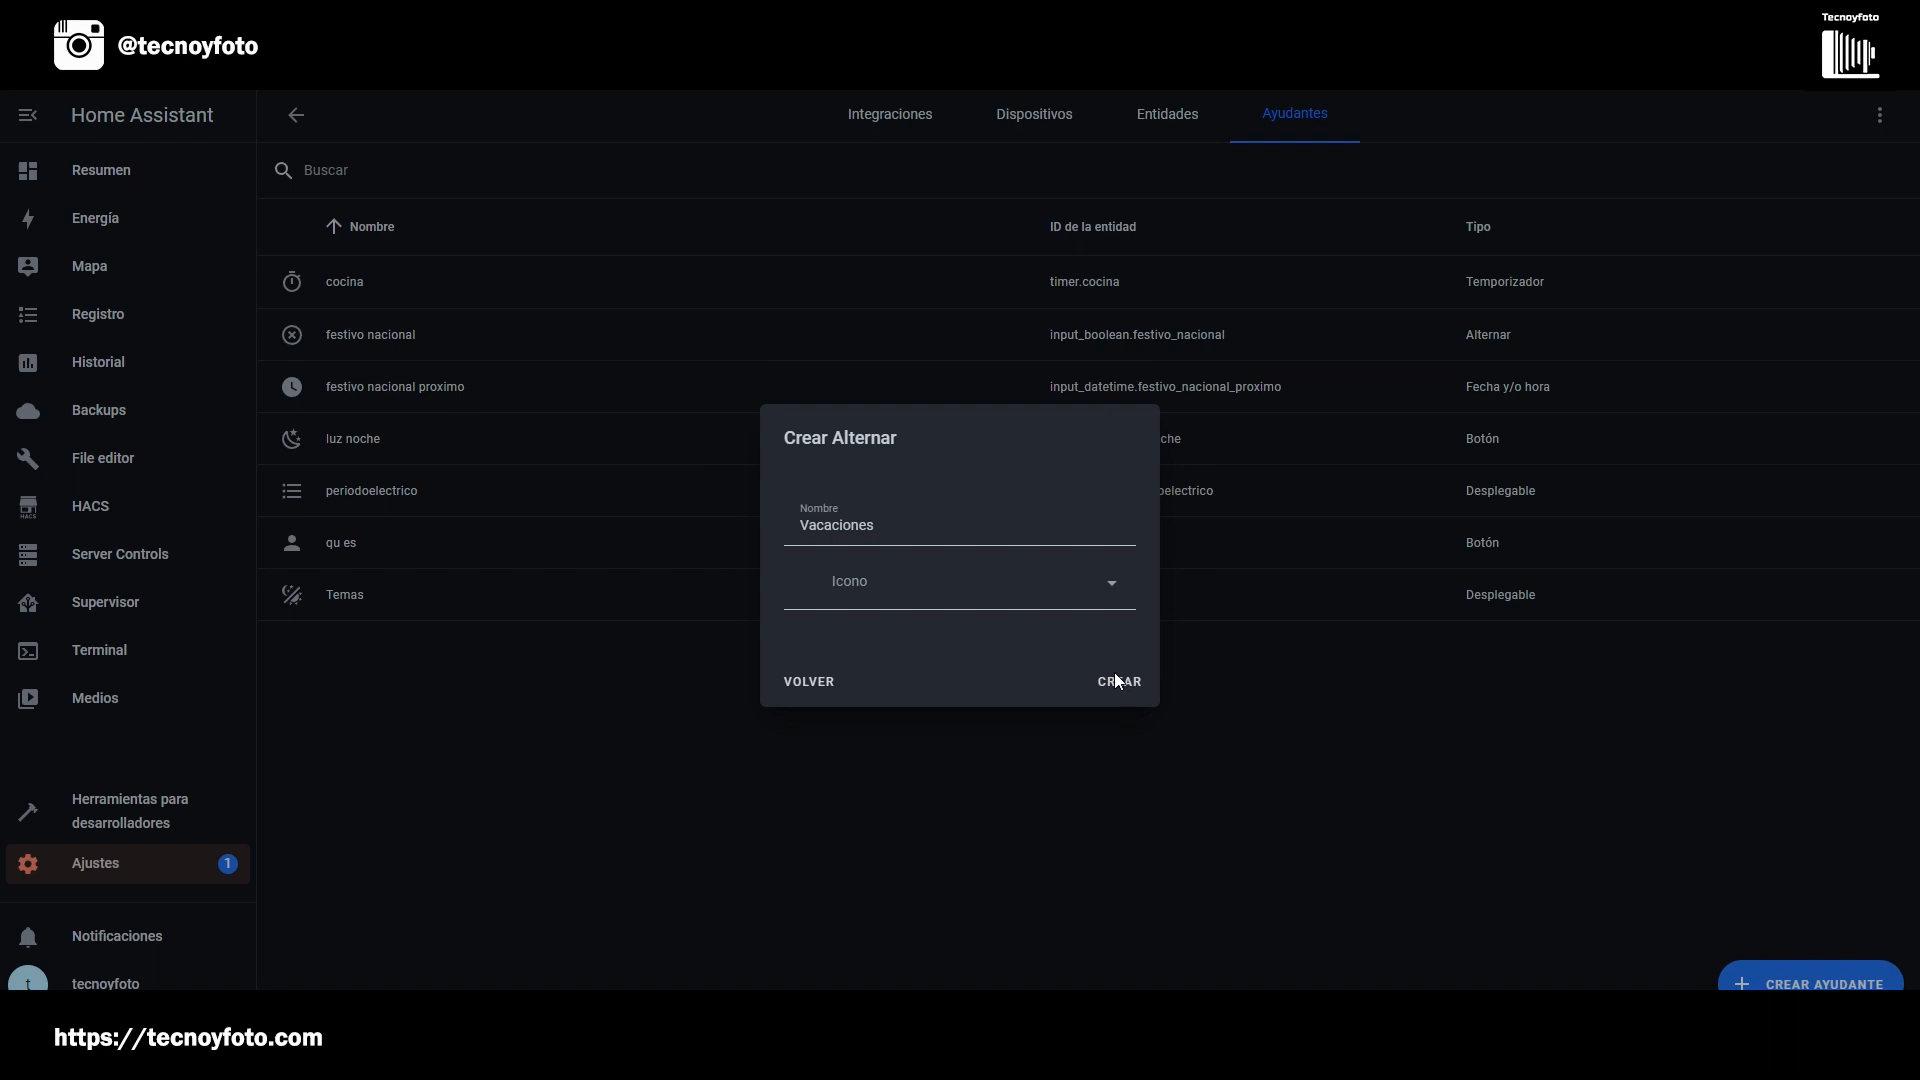 @tecnoyfoto
Tecnoyfoto
Home Assistant
Integraciones
Dispositivos
Entidades
Ayudantes
Resumen
Energía
Mapa
Registro
Historial
Backups
File editor
HACS
HACS
Server Controls
Supervisor
Terminal
Medios
Herramientas para
desarrolladores
Ajustes
1
Notificaciones
t
tecnoyfoto
Buscar
Nombre
ID de la entidad
Tipo
cocina
timer.cocina
Temporizador
festivo nacional
input_boolean.festivo_nacional
Alternar
festivo nacional proximo
input_datetime.festivo_nacional_proximo
Fecha y/o hora
luz noche
che
Botón
periodoelectrico
electrico
Desplegable
qu es
Botón
Temas
Desplegable
Crear Alternar
Nombre
Vacaciones
Icono
VOLVER
CREAR
CREAR AYUDANTE
https://tecnoyfoto.com